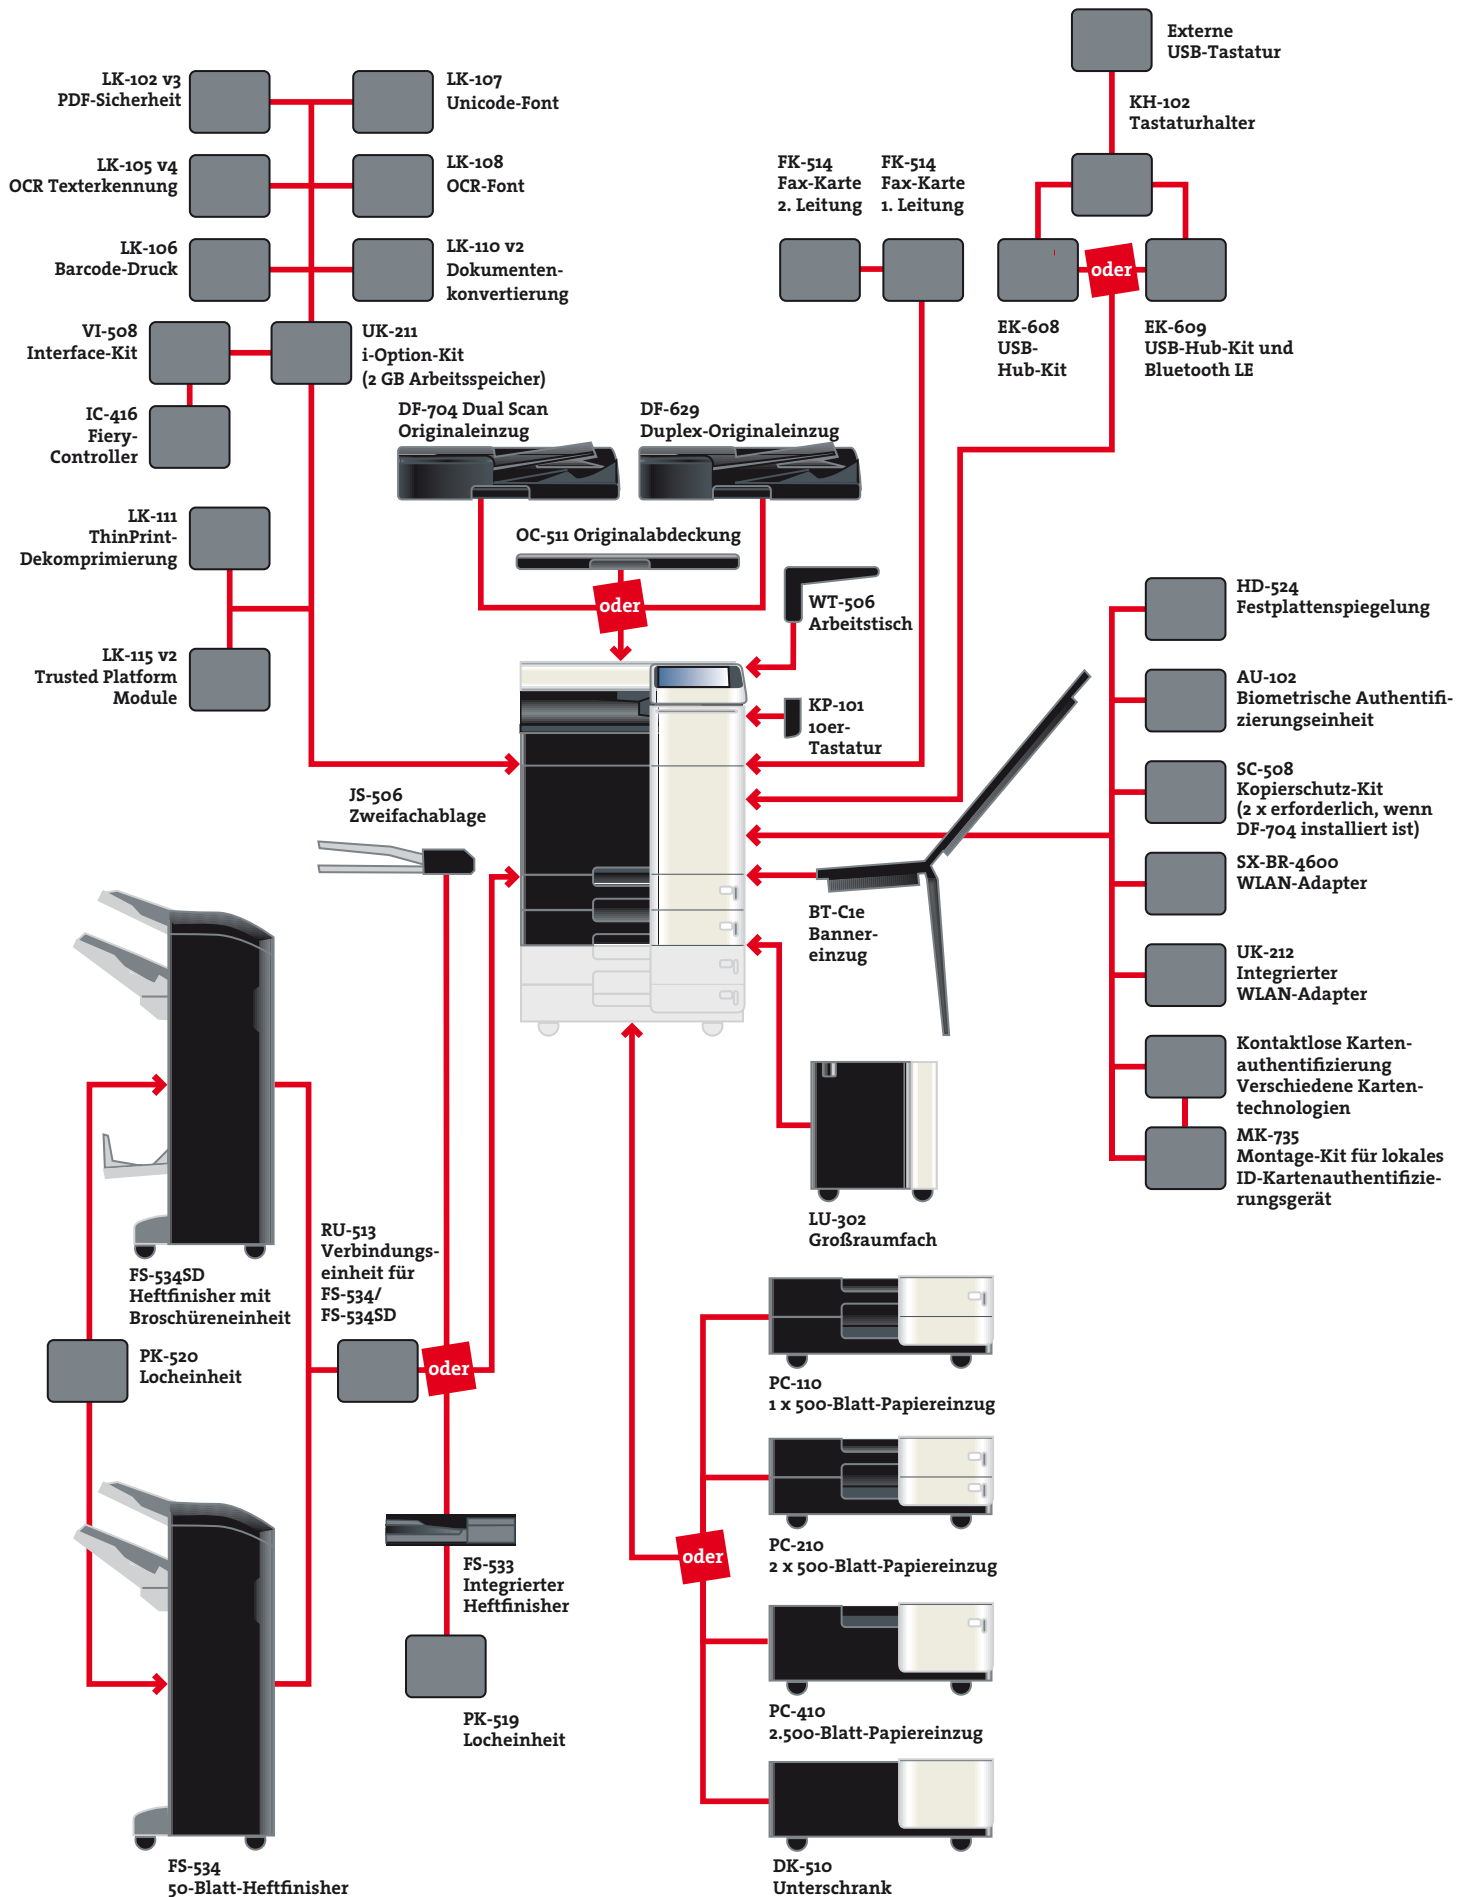 Externe
USB-Tastatur
KH-102
Tastaturhalter
LK-102 v3
PDF-Sicherheit
LK-107
Unicode-Font
LK-105 v4
OCR Texterkennung
LK-108
OCR-Font
LK-106
Barcode-Druck
LK-110 v2
Dokumenten-
konvertierung
FK-514
Fax-Karte
2. Leitung
FK-514
Fax-Karte
1. Leitung
oder
EK-608
USB-
Hub-Kit
EK-609
USB-Hub-Kit und
Bluetooth LE
VI-508
Interface-Kit
UK-211
i-Option-Kit
(2 GB Arbeitsspeicher)
IC-416
Fiery-
Controller
DF-704 Dual Scan
Originaleinzug
DF-629
Duplex-Originaleinzug
LK-111
ThinPrint-
Dekomprimierung
OC-511 Originalabdeckung
oder
WT-506
Arbeitstisch
LK-115 v2
Trusted Platform
Module
KP-101
10er-
Tastatur
HD-524
Festplattenspiegelung
AU-102
Biometrische Authentifi-
zierungseinheit
SC-508
Kopierschutz-Kit
(2 x erforderlich, wenn
DF-704 installiert ist)
SX-BR-4600
WLAN-Adapter
UK-212
Integrierter
WLAN-Adapter
Kontaktlose Karten-
authentifizierung
Verschiedene Karten-
technologien
MK-735
Montage-Kit für lokales
ID-Kartenauthentifizie-
rungsgerät
JS-506
Zweifachablage
BT-C1e
Banner-
einzug
LU-302
Großraumfach
FS-534SD
Heftfinisher mit
Broschüreneinheit
RU-513
Verbindungs-
einheit für
FS-534/
FS-534SD
PK-520
Locheinheit
oder
PC-110
1 x 500-Blatt-Papiereinzug
PC-210
2 x 500-Blatt-Papiereinzug
oder
FS-533
Integrierter
Heftfinisher
PK-519
Locheinheit
PC-410
2.500-Blatt-Papiereinzug
FS-534
50-Blatt-Heftfinisher
DK-510
Unterschrank